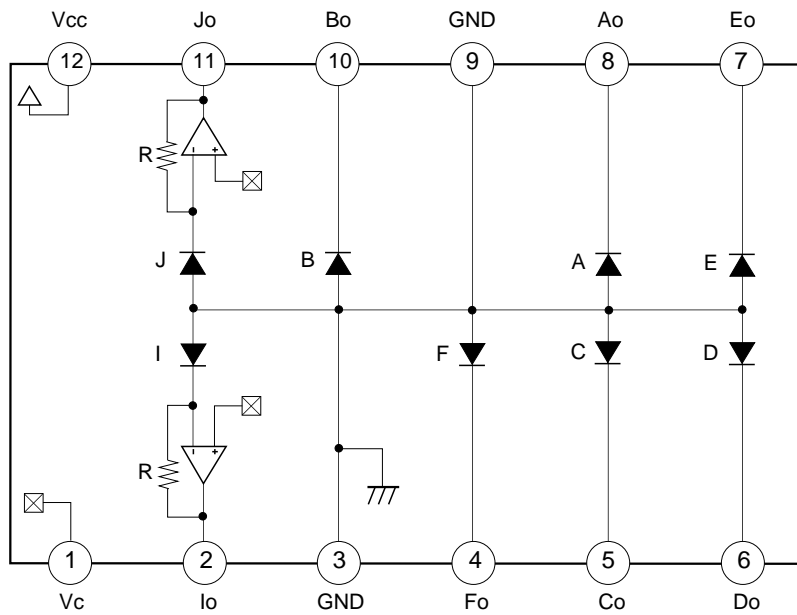 Vcc Jo Bo GND Ao Eo
12 11 10 9 8 7
R
- +
J B A E
I F C D
- +
R
1 2 3 4 5 6
Vc Io GND Fo Co Do